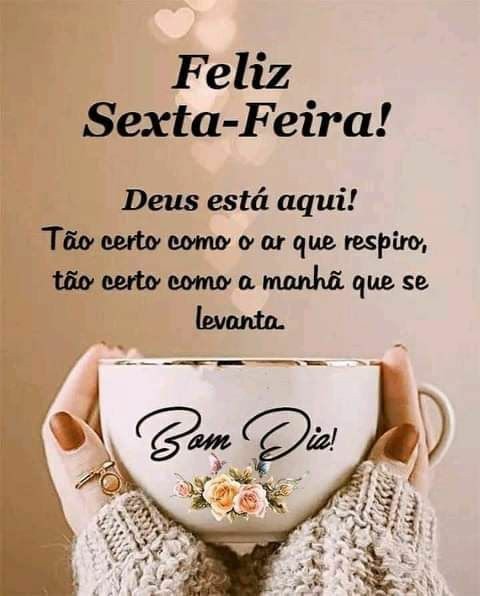 Feliz
Sexta-Feira!
Deus está aqui!
Tão certo como o ar que respiro,
tão certo como a manhã que se
levanta.
Bom Dia!